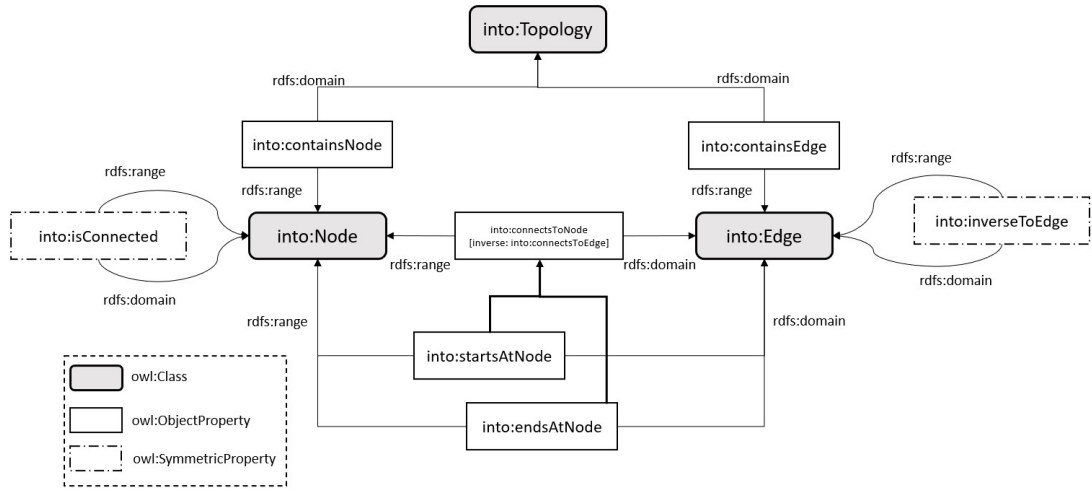 into:Topology
rdfs:domain
rdfs:domain
into:containsNode
into:containsEdge
rdfs:range
rdfs:range
rdfs:range
rdfs:range
into:isConnected
into:Node
into:connectsToNode
[inverse: into:connectsToEdge]
into:Edge
into:inverseToEdge
rdfs:range
rdfs:domain
rdfs:domain
rdfs:domain
rdfs:range
rdfs:domain
into:startsAtNode
into:endsAtNode
owl:Class
owl:ObjectProperty
owl:SymmetricProperty